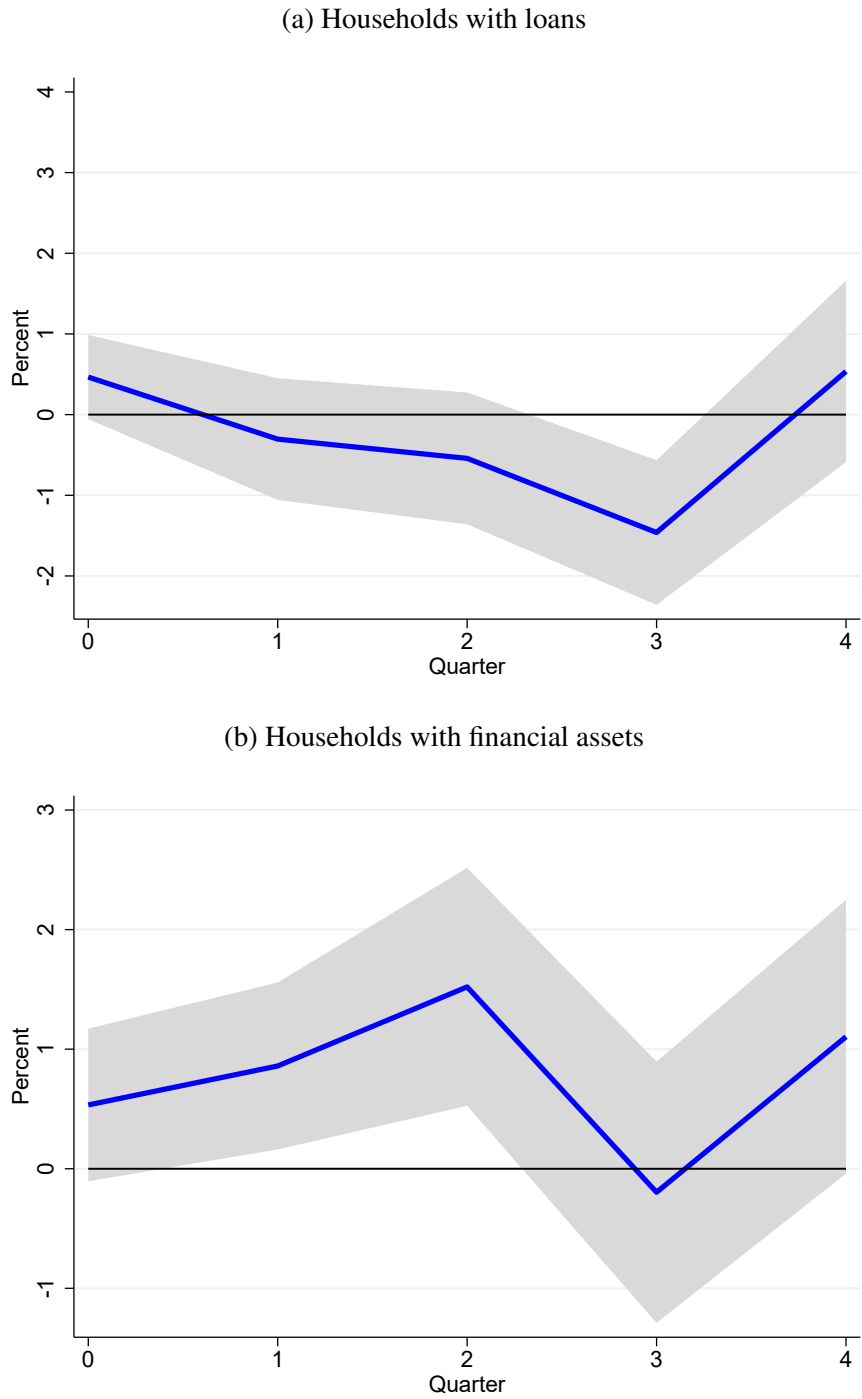 (a) Households with loans
4
3
2
1
0
-1
-2
Percent
0 1 2 3 4
Quarter
(b) Households with financial assets
3
2
1
0
-1
Percent
0 1 2 3 4
Quarter